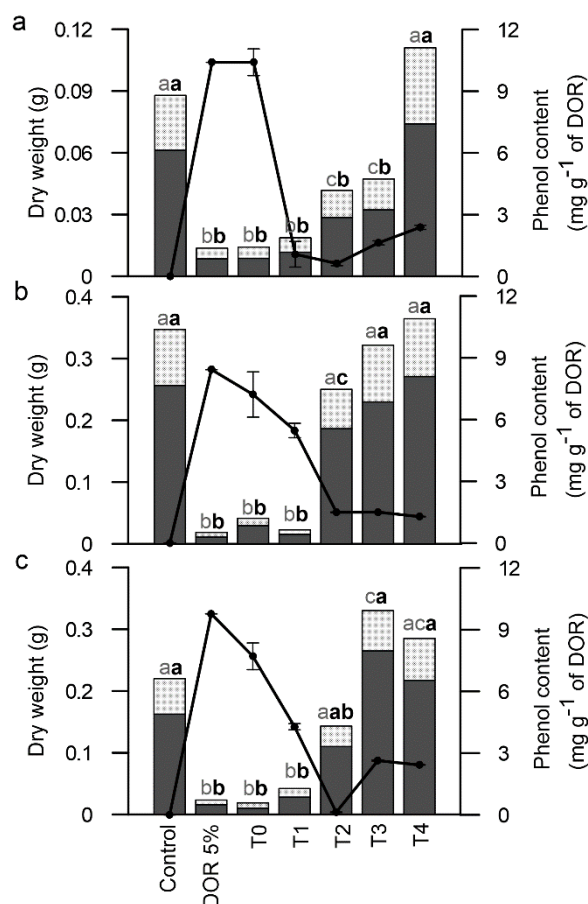 a
0.12
0.09
0.06
0.03
0
Dry weight (g)
12
9
6
3
0
Phenol content
(mg g⁻¹ of DOR)
aa
bb
bb
bb
cb
cb
aa
b
0.4
0.3
0.2
0.1
0
Dry weight (g)
12
9
6
3
0
Phenol content
(mg g⁻¹ of DOR)
aa
bb
bb
bb
ac
aa
aa
c
0.4
0.3
0.2
0.1
0
Dry weight (g)
12
9
6
3
0
Phenol content
(mg g⁻¹ of DOR)
aa
bb
bb
bb
aab
ca
aca
Control
DOR 5%
T0
T1
T2
T3
T4